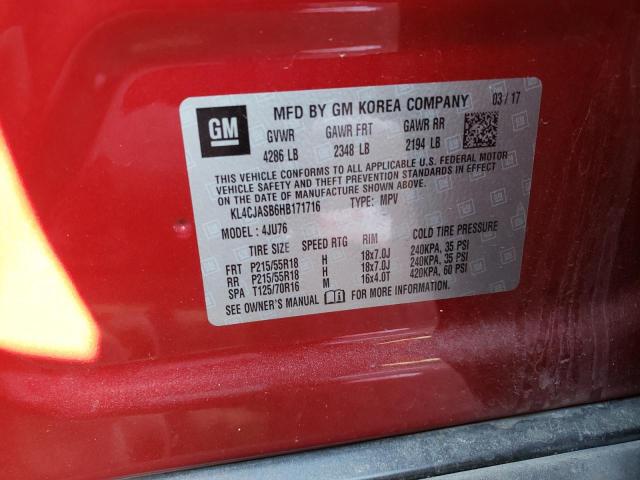 GM
MFD BY GM KOREA COMPANY 03/17
GVWR GAWR FRT GAWR RR
4286 LB 2348 LB 2194 LB
THIS VEHICLE CONFORMS TO ALL APPLICABLE U.S. FEDERAL MOTOR
VEHICLE SAFETY AND THEFT PREVENTION STANDARDS IN EFFECT
ON THE DATE OF MANUFACTURE SHOWN ABOVE.
KL4CJASB6HB171716 TYPE: MPV
MODEL: 4JU76
TIRE SIZE SPEED RTG RIM COLD TIRE PRESSURE
FRT P215/55R18 H 18x7.0J 240KPA, 35 PSI
RR P215/55R18 H 18x7.0J 240KPA, 35 PSI
SPA T125/70R16 M 16x4.0T 420KPA, 60 PSI
SEE OWNER'S MANUAL FOR MORE INFORMATION.